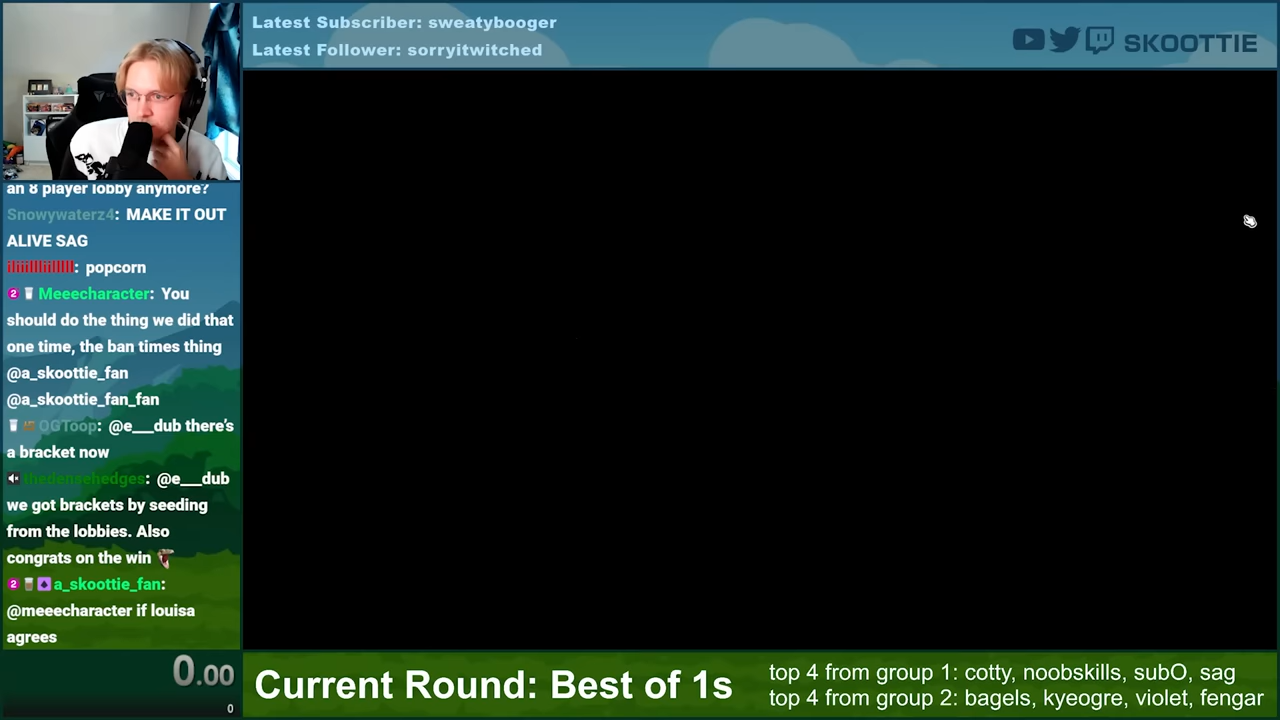 Latest Subscriber: sweatybooger
Latest Follower: sorryitwitched
SKOOTTIE
an 8 player lobby anymore?
Snowywaterz4: MAKE IT OUT
ALIVE SAG
: popcorn
2 Meeecharacter: You
should do the thing we did that
one time, the ban times thing
@a_skoottie_fan
@a_skoottie_fan_fan
OGToop: @e___dub there's
a bracket now
thedensehedges: @e___dub
we got brackets by seeding
from the lobbies. Also
congrats on the win
2 a_skoottie_fan:
@meeecharacter if louisa
agrees
0.00
0
Current Round: Best of 1s
top 4 from group 1: cotty, noobskills, subO, sag
top 4 from group 2: bagels, kyeogre, violet, fengar